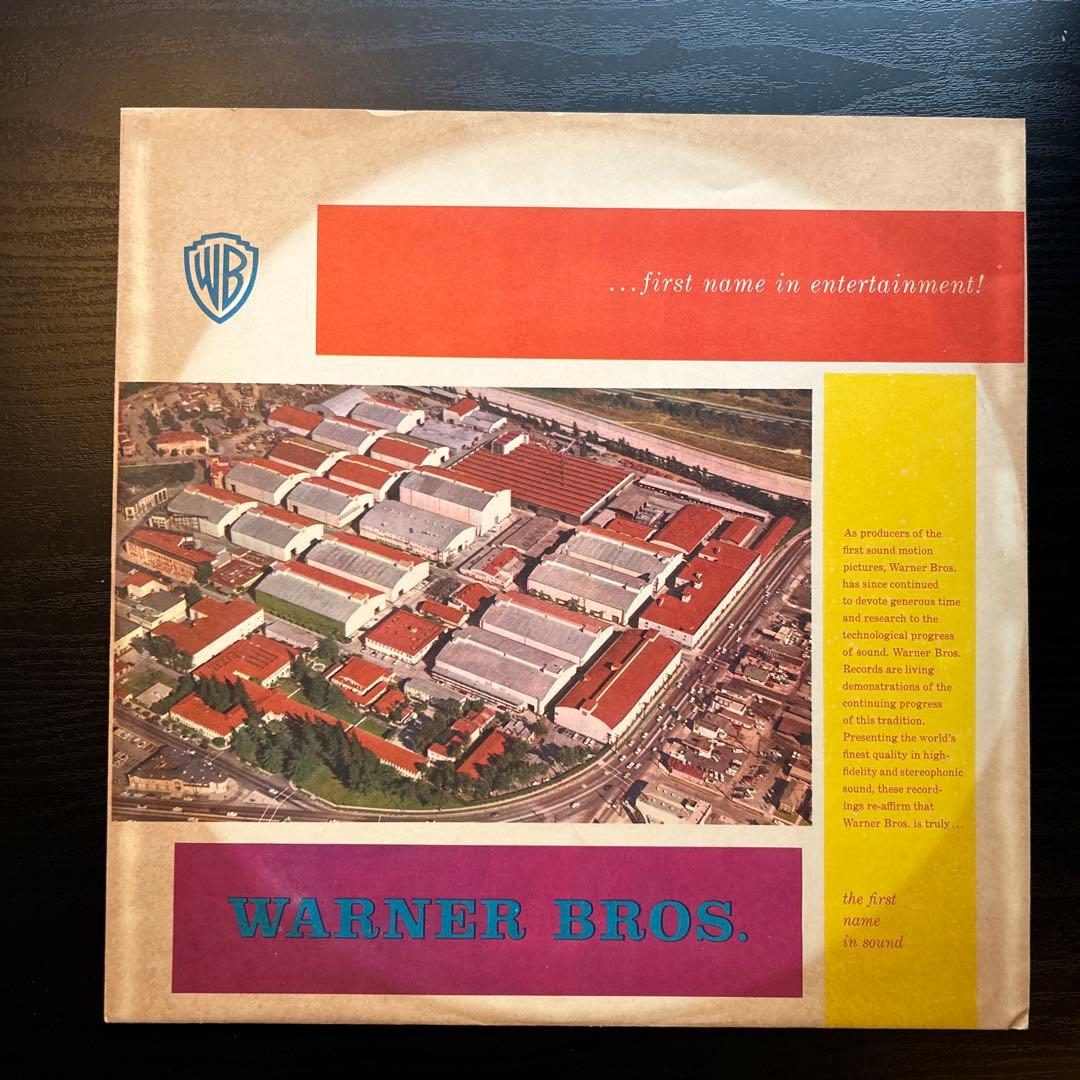 WB
...first name in entertainment!
As producers of the
first sound motion
pictures, Warner Bros.
has since continued
to devote generous time
and research to the
technological progress
of sound. Warner Bros.
Records are living
demonstrations of the
continuing progress
of this tradition.
Presenting the world's
finest quality in high-
fidelity and stereophonic
sound, these record-
ings re-affirm that
Warner Bros. is truly...
the first
name
in sound
WARNER BROS.